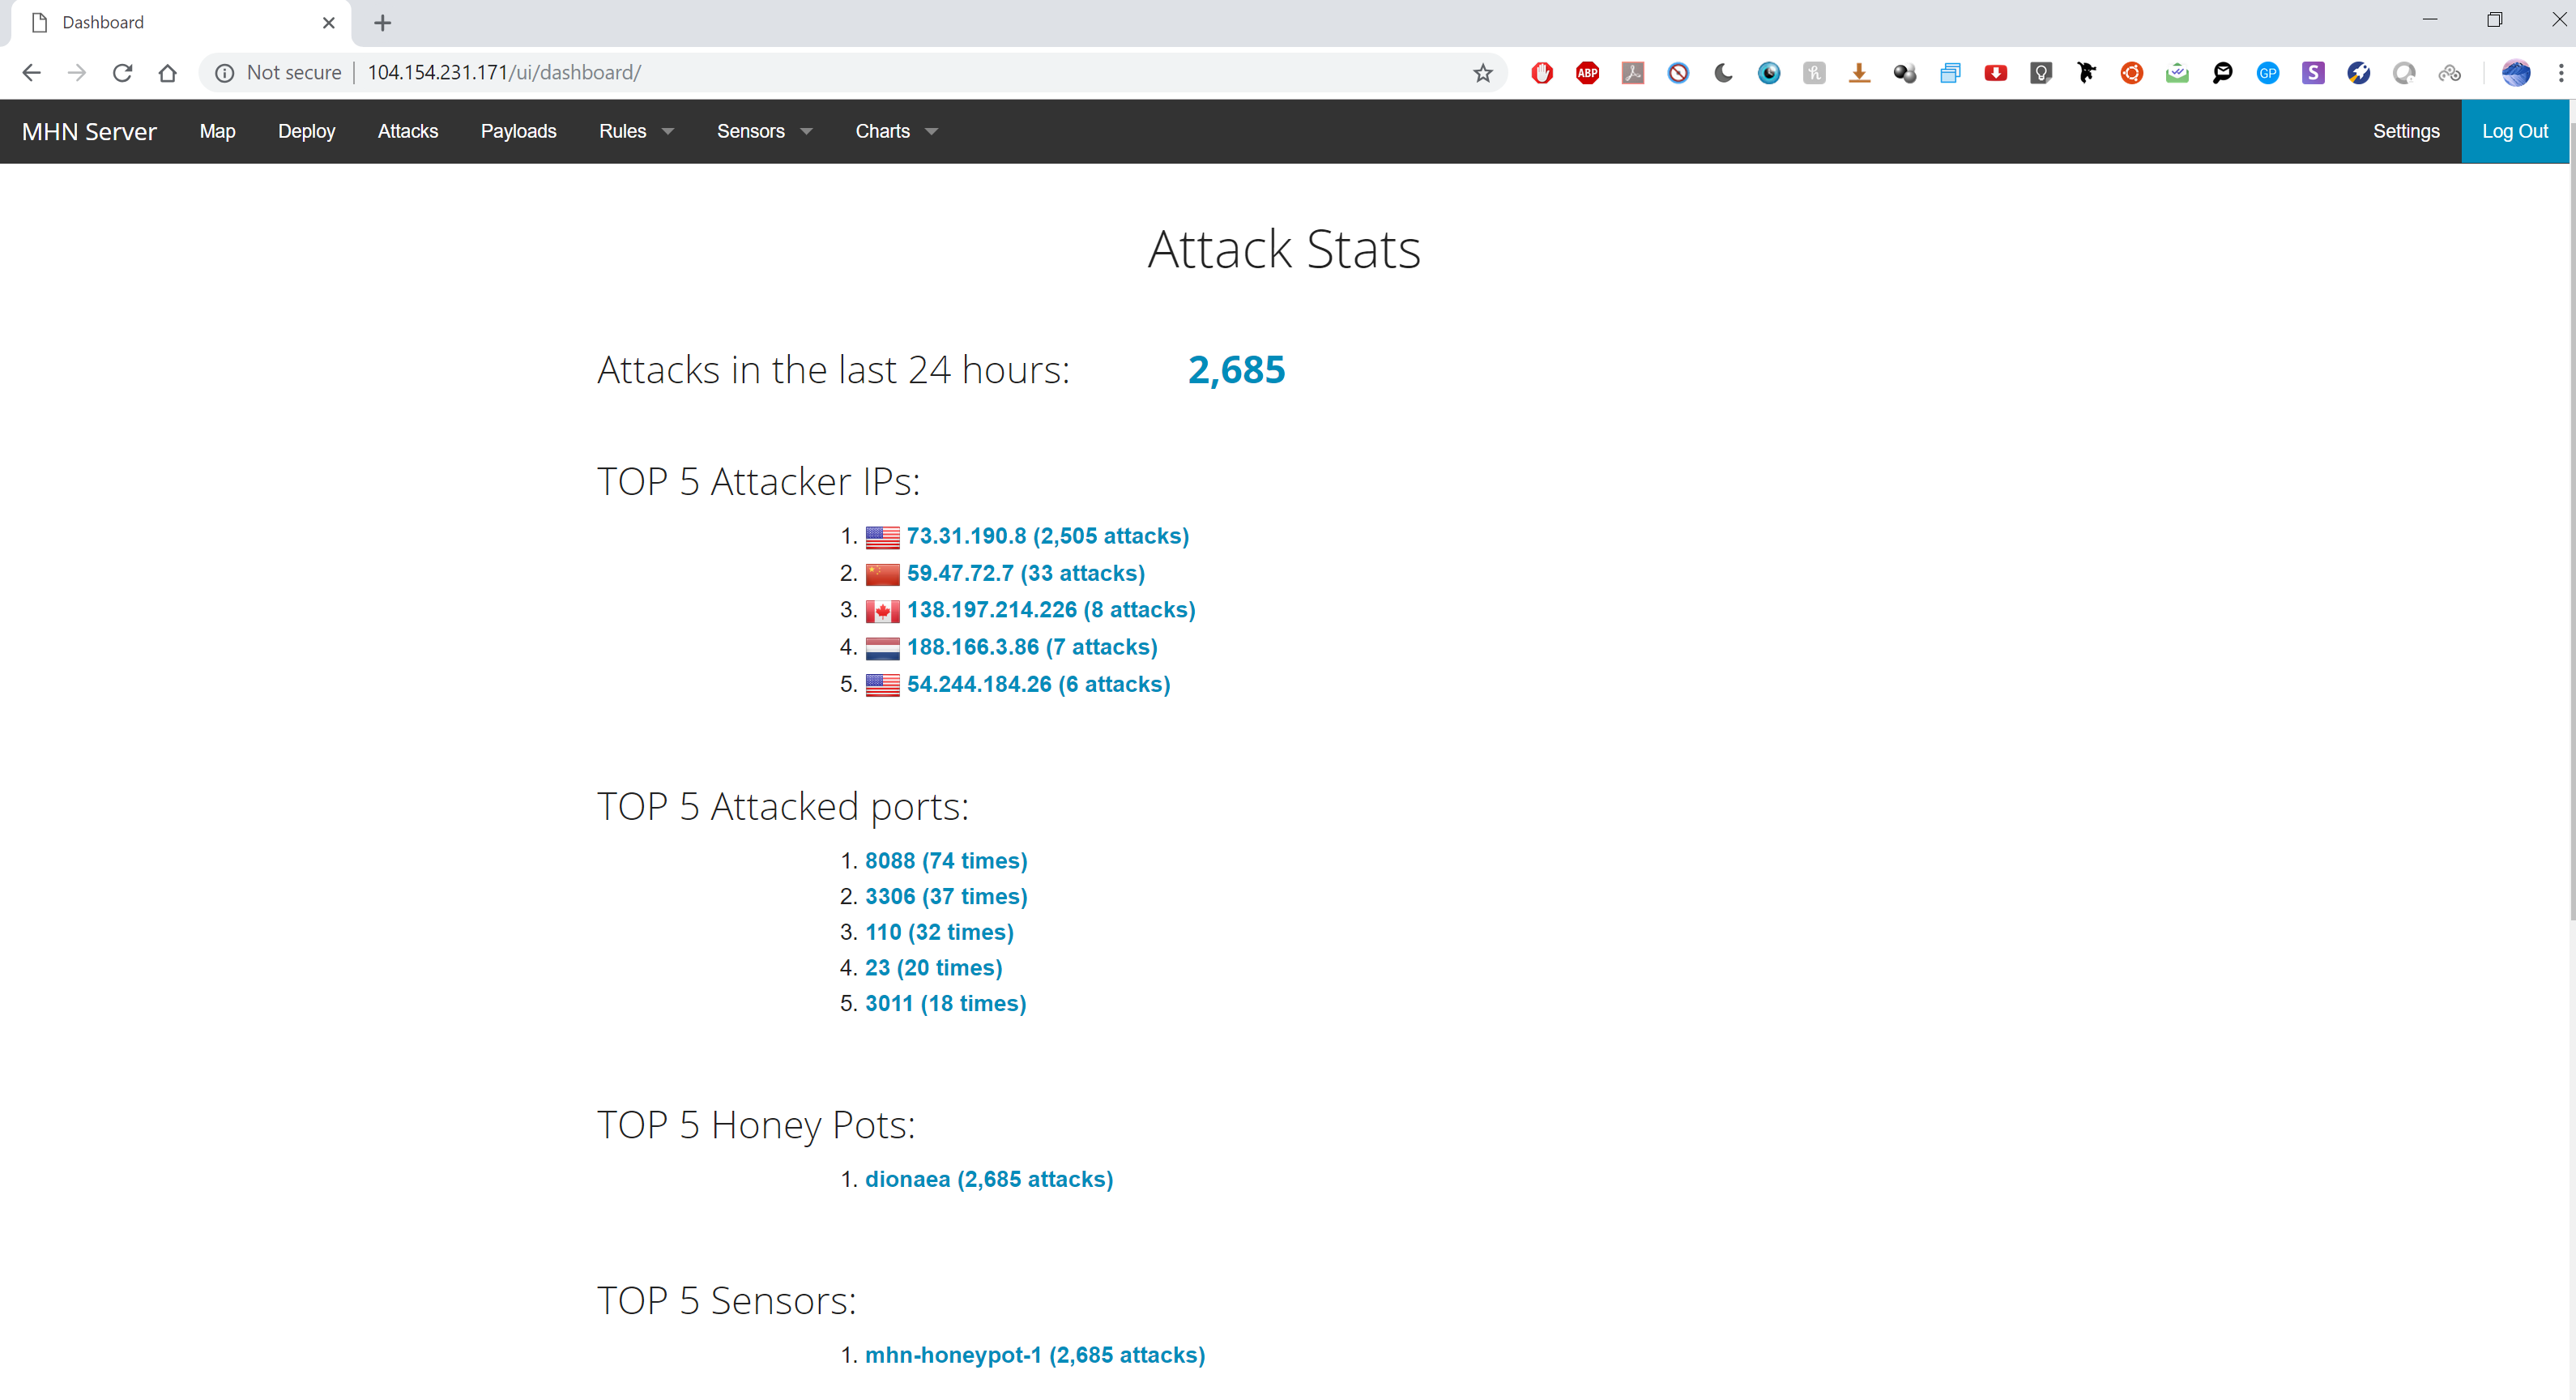 Dashboard
Not secure 104.154.231.171/ui/dashboard/
ABP
GP
S
MHN Server Map Deploy Attacks Payloads Rules Sensors Charts Settings Log Out
Attack Stats
Attacks in the last 24 hours: 2,685
TOP 5 Attacker IPs:
1. 73.31.190.8 (2,505 attacks)
2. 59.47.72.7 (33 attacks)
3. 138.197.214.226 (8 attacks)
4. 188.166.3.86 (7 attacks)
5. 54.244.184.26 (6 attacks)
TOP 5 Attacked ports:
1. 8088 (74 times)
2. 3306 (37 times)
3. 110 (32 times)
4. 23 (20 times)
5. 3011 (18 times)
TOP 5 Honey Pots:
1. dionaea (2,685 attacks)
TOP 5 Sensors:
1. mhn-honeypot-1 (2,685 attacks)